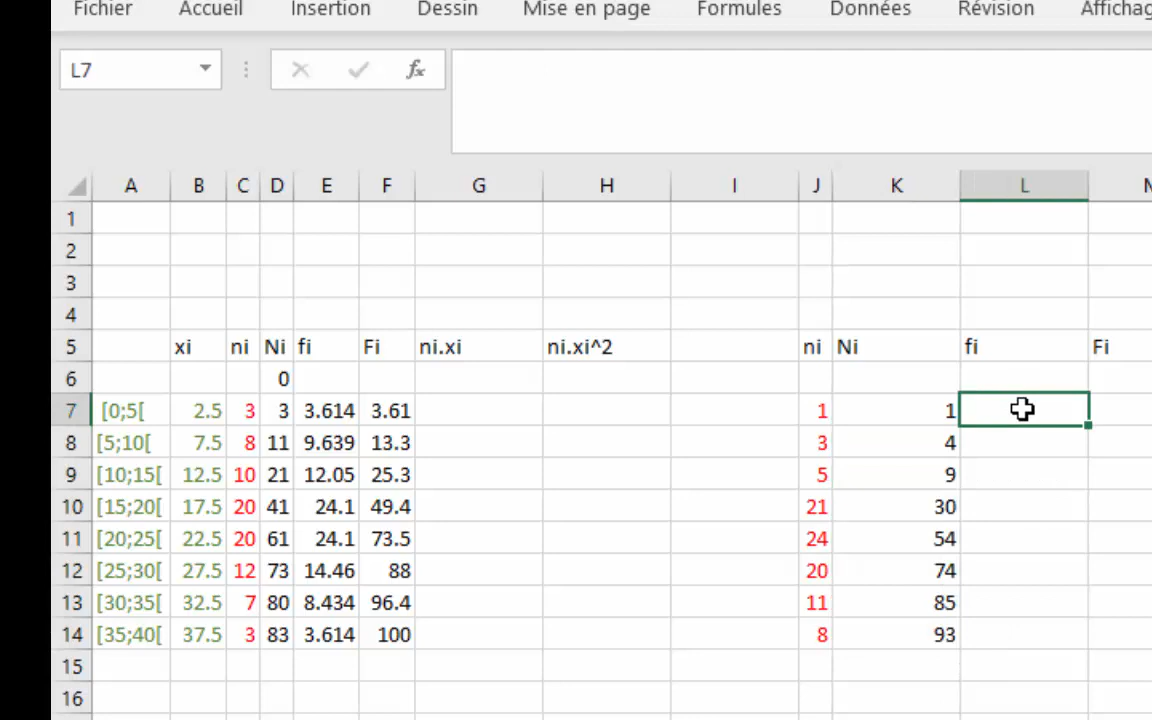 Fichier Accueil Insertion Dessin Mise en page Formules Données Révision Affichag
L7 fx
A B C D E F G H I J K L
1
2
3
4
5 xi ni Ni fi Fi ni.xi ni.xi^2 ni Ni fi Fi
6 0
7 [0;5[ 2.5 3 3 3.614 3.61 1 1
8 [5;10[ 7.5 8 11 9.639 13.3 3 4
9 [10;15[ 12.5 10 21 12.05 25.3 5 9
10 [15;20[ 17.5 20 41 24.1 49.4 21 30
11 [20;25[ 22.5 20 61 24.1 73.5 24 54
12 [25;30[ 27.5 12 73 14.46 88 20 74
13 [30;35[ 32.5 7 80 8.434 96.4 11 85
14 [35;40[ 37.5 3 83 3.614 100 8 93
15
16